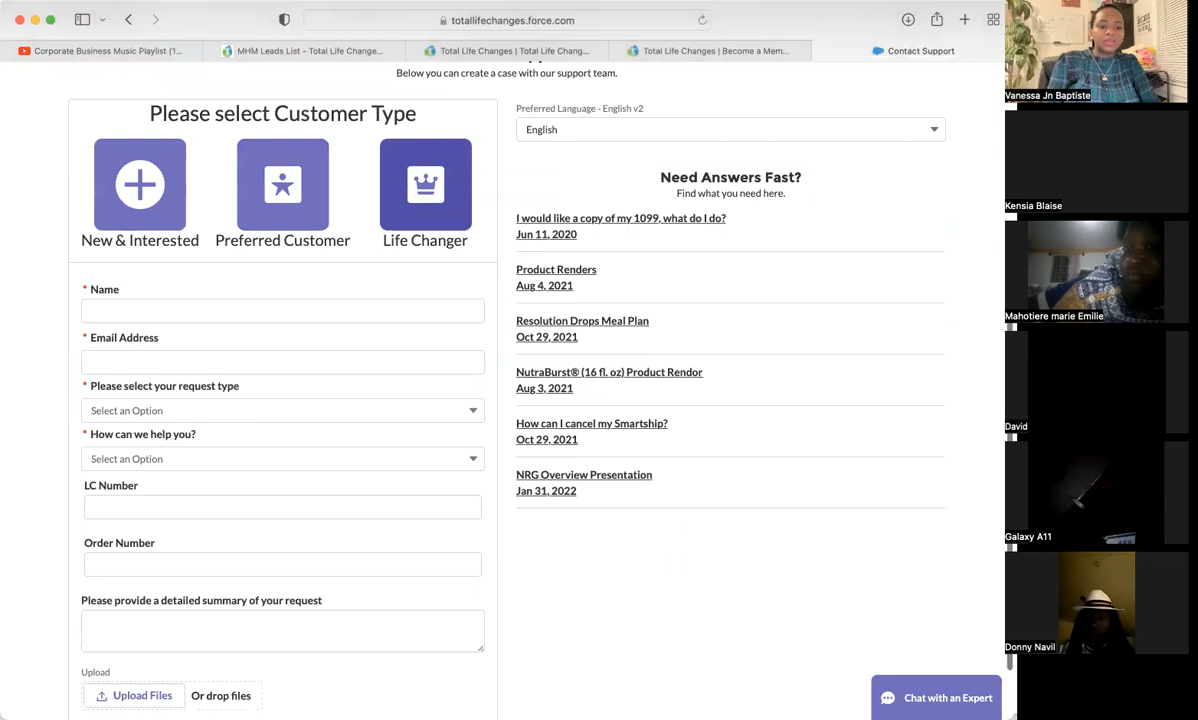 totallifechanges.force.com
Corporate Business Music Playlist (1...
MHM Leads List - Total Life Change...
Total Life Changes | Total Life Chang...
Total Life Changes | Become a Mem...
Contact Support
Below you can create a case with our support team.
Please select Customer Type
New & Interested
Preferred Customer
Life Changer
* Name
* Email Address
* Please select your request type
Select an Option
* How can we help you?
Select an Option
LC Number
Order Number
Please provide a detailed summary of your request
Upload
Upload Files
Or drop files
Preferred Language - English v2
English
Need Answers Fast?
Find what you need here.
I would like a copy of my 1099, what do I do?
Jun 11, 2020
Product Renders
Aug 4, 2021
Resolution Drops Meal Plan
Oct 29, 2021
NutraBurst® (16 fl. oz) Product Rendor
Aug 3, 2021
How can I cancel my Smartship?
Oct 29, 2021
NRG Overview Presentation
Jan 31, 2022
Chat with an Expert
Vanessa Jn Baptiste
Kensia Blaise
Mahotiere marie Emilie
David
Galaxy A11
Donny Navil